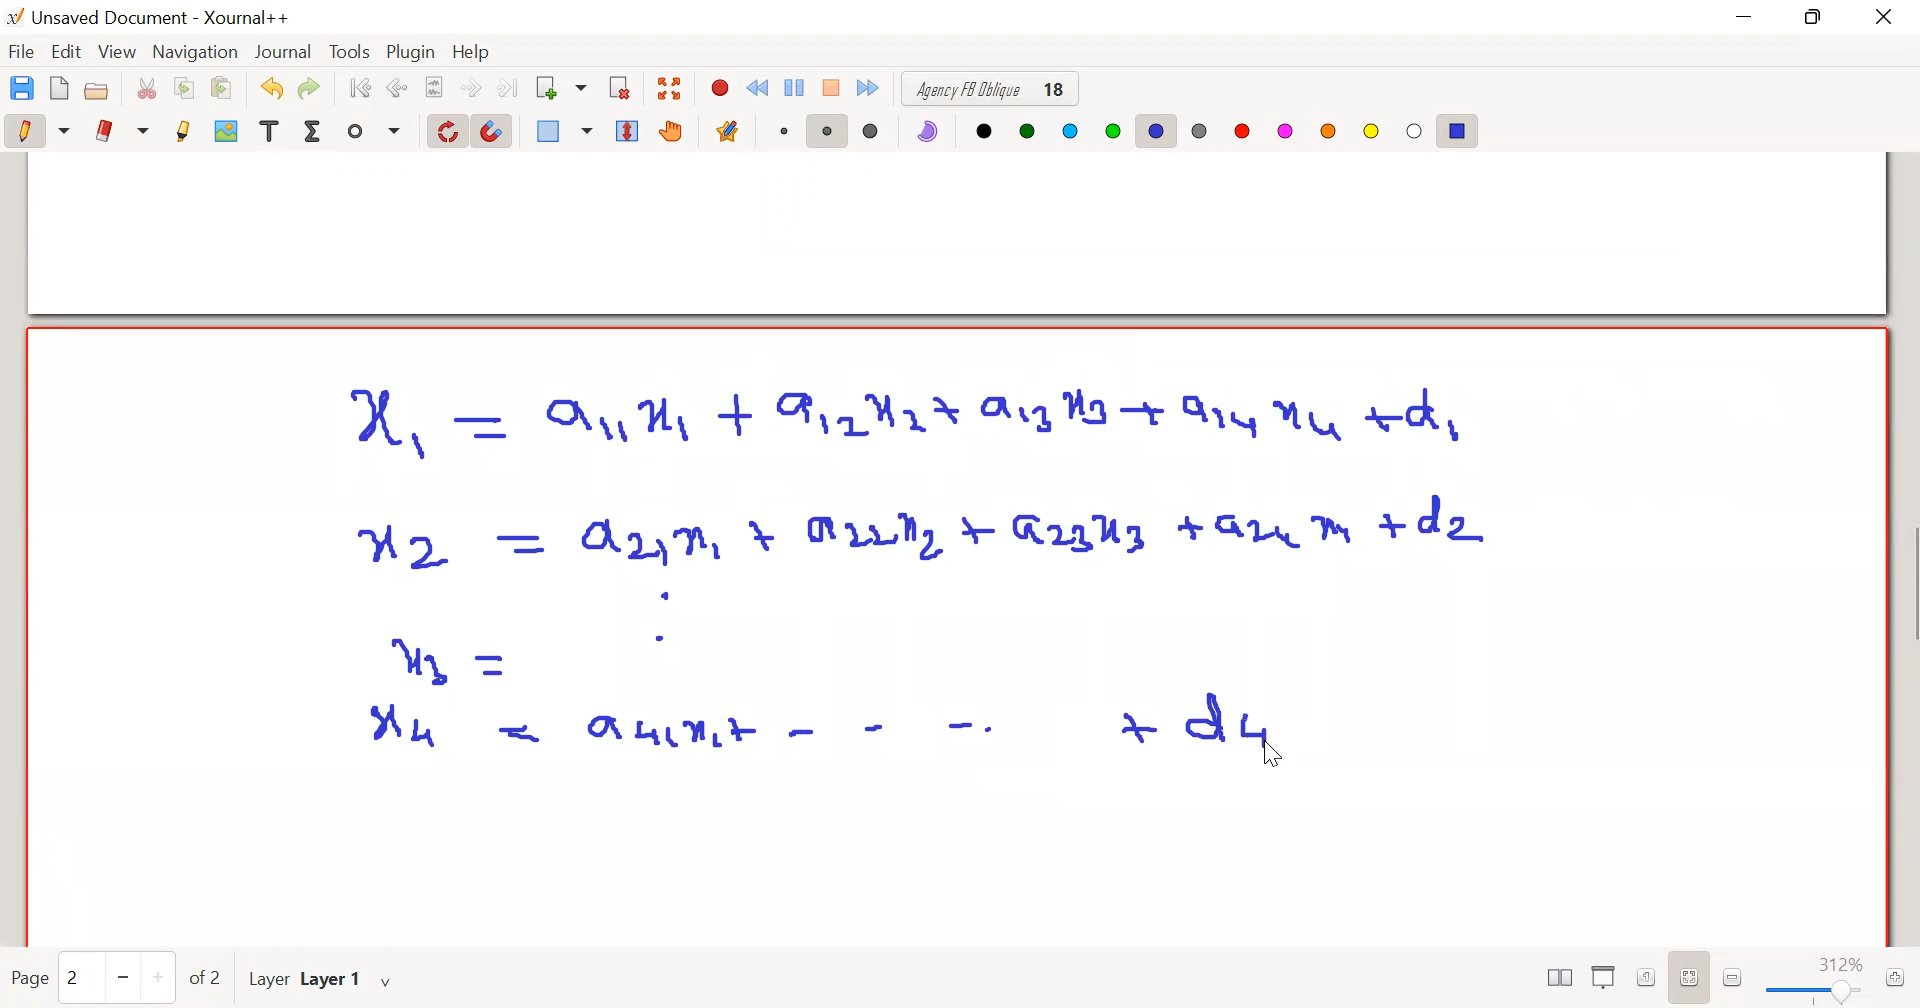 Unsaved Document - Xournal++
File Edit View Navigation Journal Tools Plugin Help
Agency FB Oblique 18
x₁ = a₁₁x₁ + a₁₂x₂ + a₁₃x₃ + a₁₄x₄ + d₁
x₂ = a₂₁x₁ + a₂₂x₂ + a₂₃x₃ + a₂₄x₄ + d₂
:
x₃ =
x₄ = a₄₁x₁ + - - -. + d₄
312%
Page 2 - + of 2 Layer Layer 1